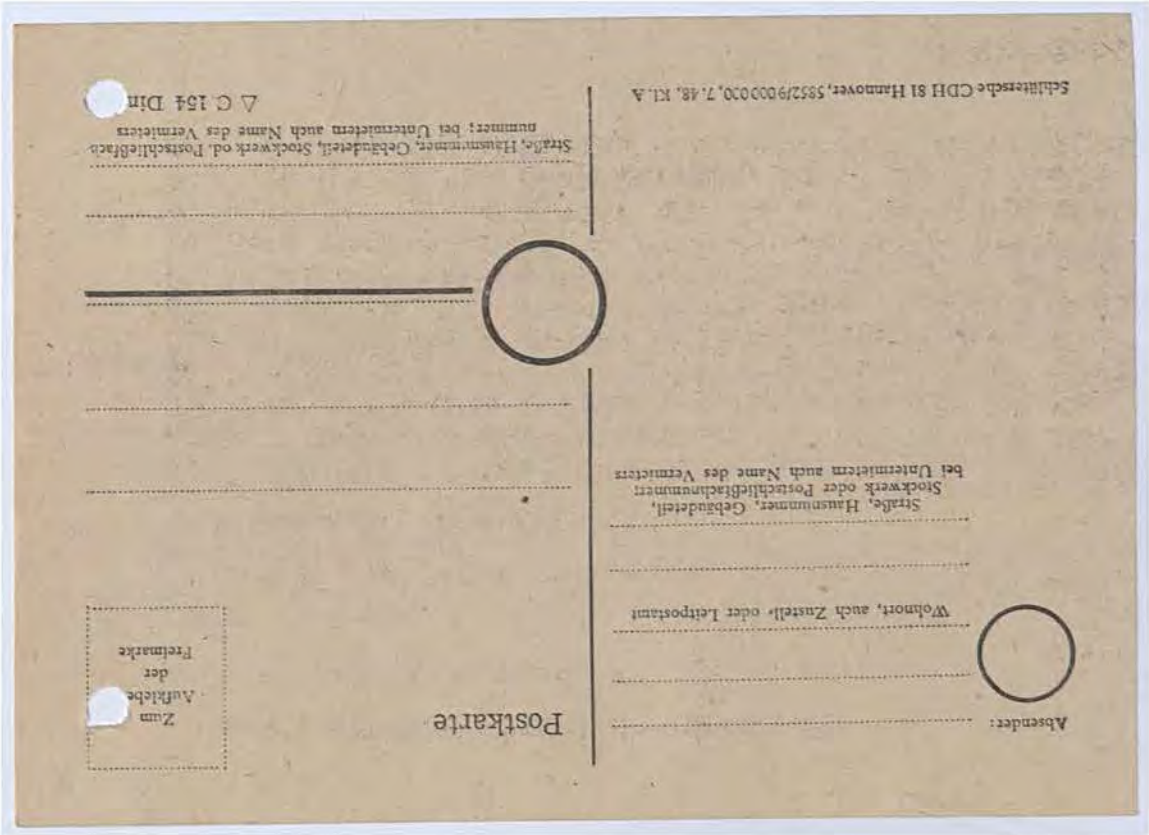 Absender:
Wohnort, auch Zustell- oder Leitpostamt
Straße, Hausnummer, Gebäudeteil,
Stockwerk oder Postschließfachnummer;
bei Untermietern auch Name des Vermieters
Schlütersche CDH 81 Hannover, 5852/9000000, 7. 48, Kl. A
Postkarte
Zum
Aufklebe
der
Freimarke
Straße, Hausnummer, Gebäudeteil, Stockwerk od. Postschließfach-
nummer; bei Untermietern auch Name des Vermieters
△ C 154 Din